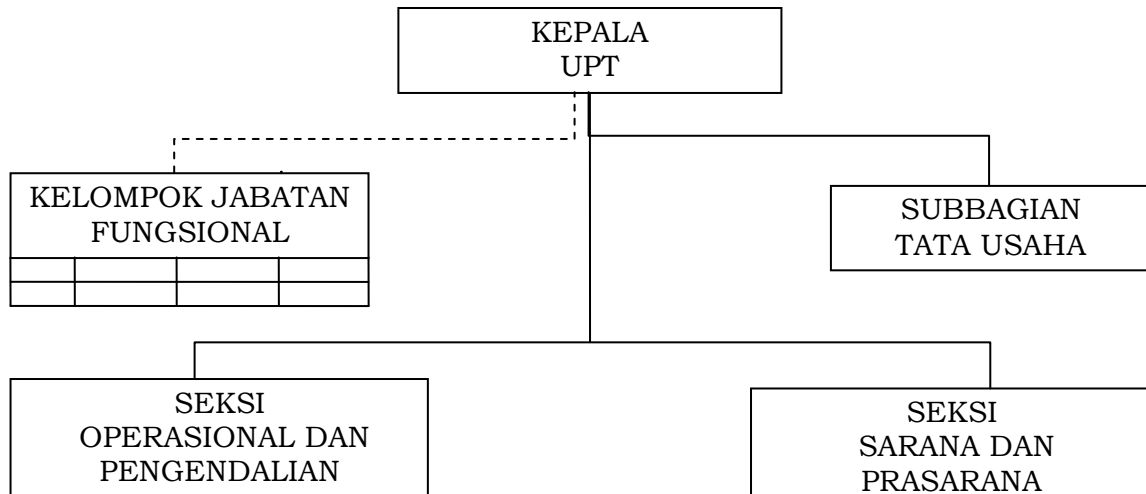 KEPALA
UPT
KELOMPOK JABATAN
FUNGSIONAL
SUBBAGIAN
TATA USAHA
SEKSI
OPERASIONAL DAN
PENGENDALIAN
SEKSI
SARANA DAN
PRASARANA